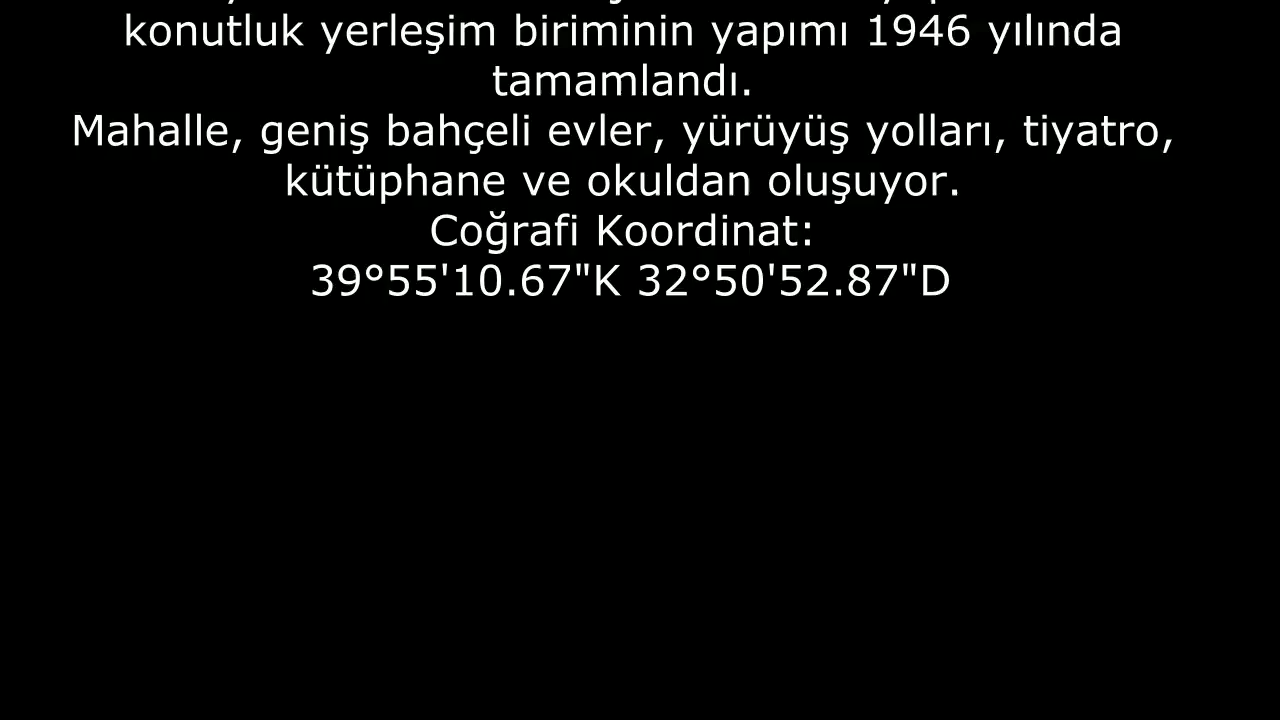 konutluk yerleşim biriminin yapımı 1946 yılında
tamamlandı.
Mahalle, geniş bahçeli evler, yürüyüş yolları, tiyatro,
kütüphane ve okuldan oluşuyor.
Coğrafi Koordinat:
39°55'10.67"K 32°50'52.87"D